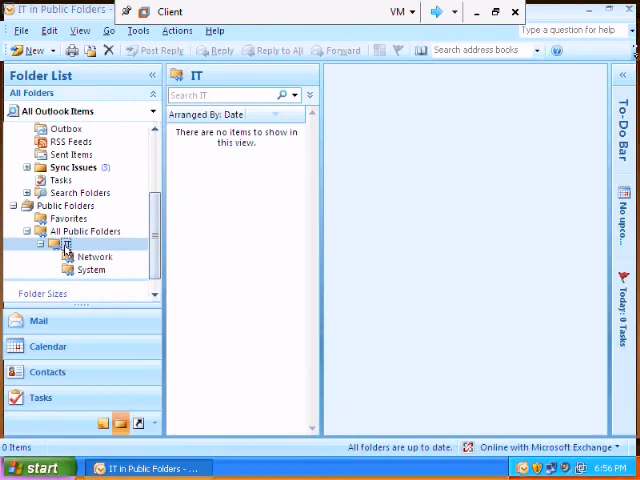 IT in Public Folders -
Client
VM
File Edit View Go Tools Actions Help
Type a question for help
New Post Reply Reply Reply to All Forward Search address books
Folder List
All Folders
All Outlook Items
Outbox
RSS Feeds
Sent Items
Sync Issues (3)
Tasks
Search Folders
Public Folders
Favorites
All Public Folders
IT
Network
System
Folder Sizes
Mail
Calendar
Contacts
Tasks
IT
Search IT
Arranged By: Date
There are no items to show in
this view.
To-Do Bar
No upco...
Today: 0 Tasks
0 Items
All folders are up to date.
Online with Microsoft Exchange
start
IT in Public Folders - ...
6:56 PM